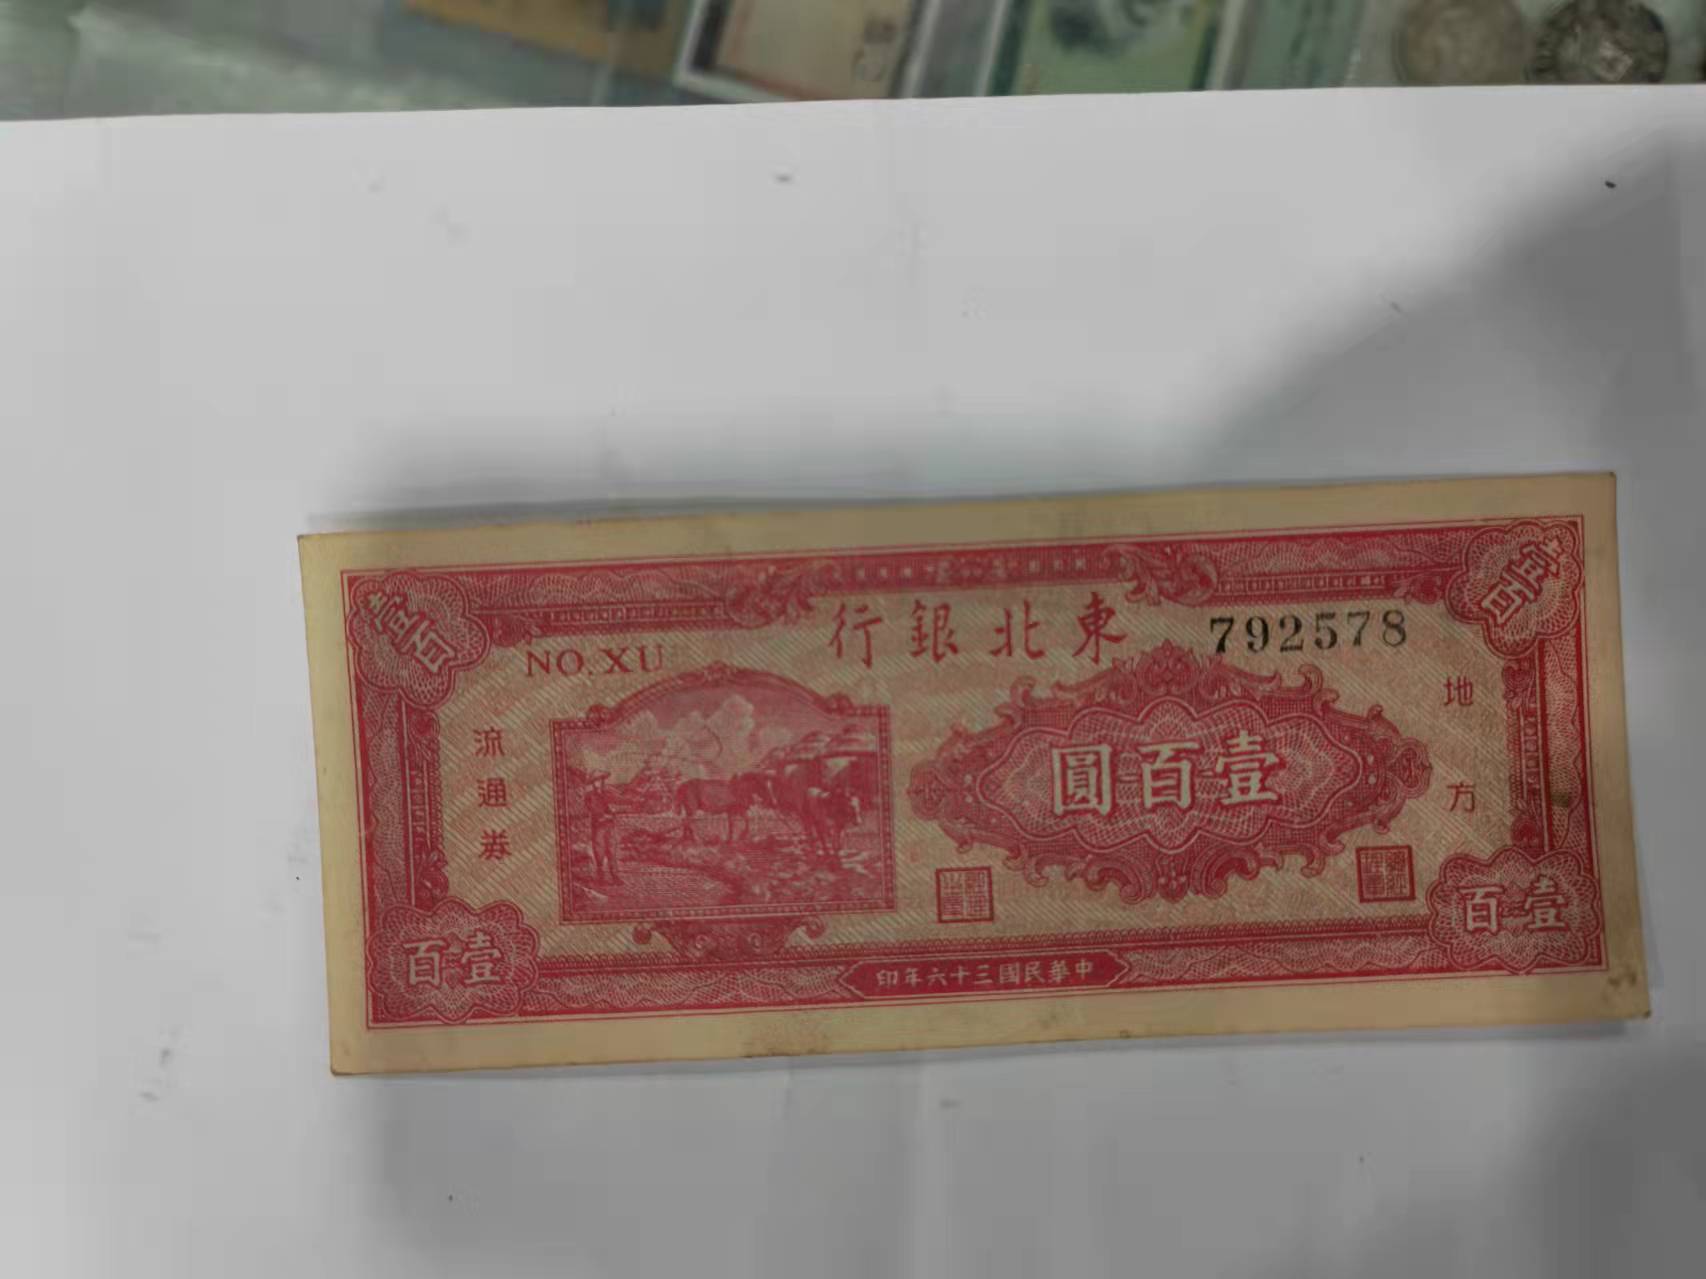 東北銀行
NO. XU
792578
壹百
壹百
地方
流通券
壹百圓
壹百
壹百
中華民國三十六年印